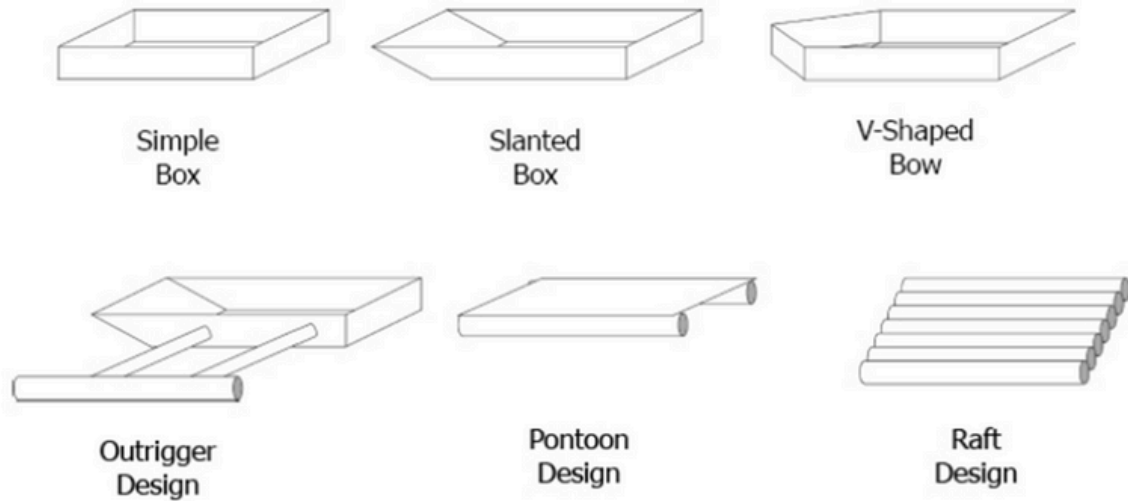 Simple
Box
Slanted
Box
V-Shaped
Bow
Outrigger
Design
Pontoon
Design
Raft
Design